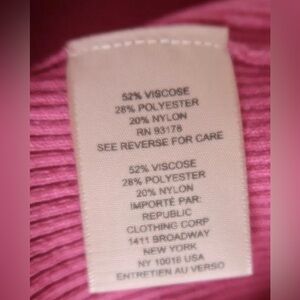 52% VISCOSE
28% POLYESTER
20% NYLON
RN 93178
SEE REVERSE FOR CARE
52% VISCOSE
28% POLYESTER
20% NYLON
IMPORTÉ PAR:
REPUBLIC
CLOTHING CORP
1411 BROADWAY
NEW YORK
NY 10018 USA
ENTRETIEN AU VERSO